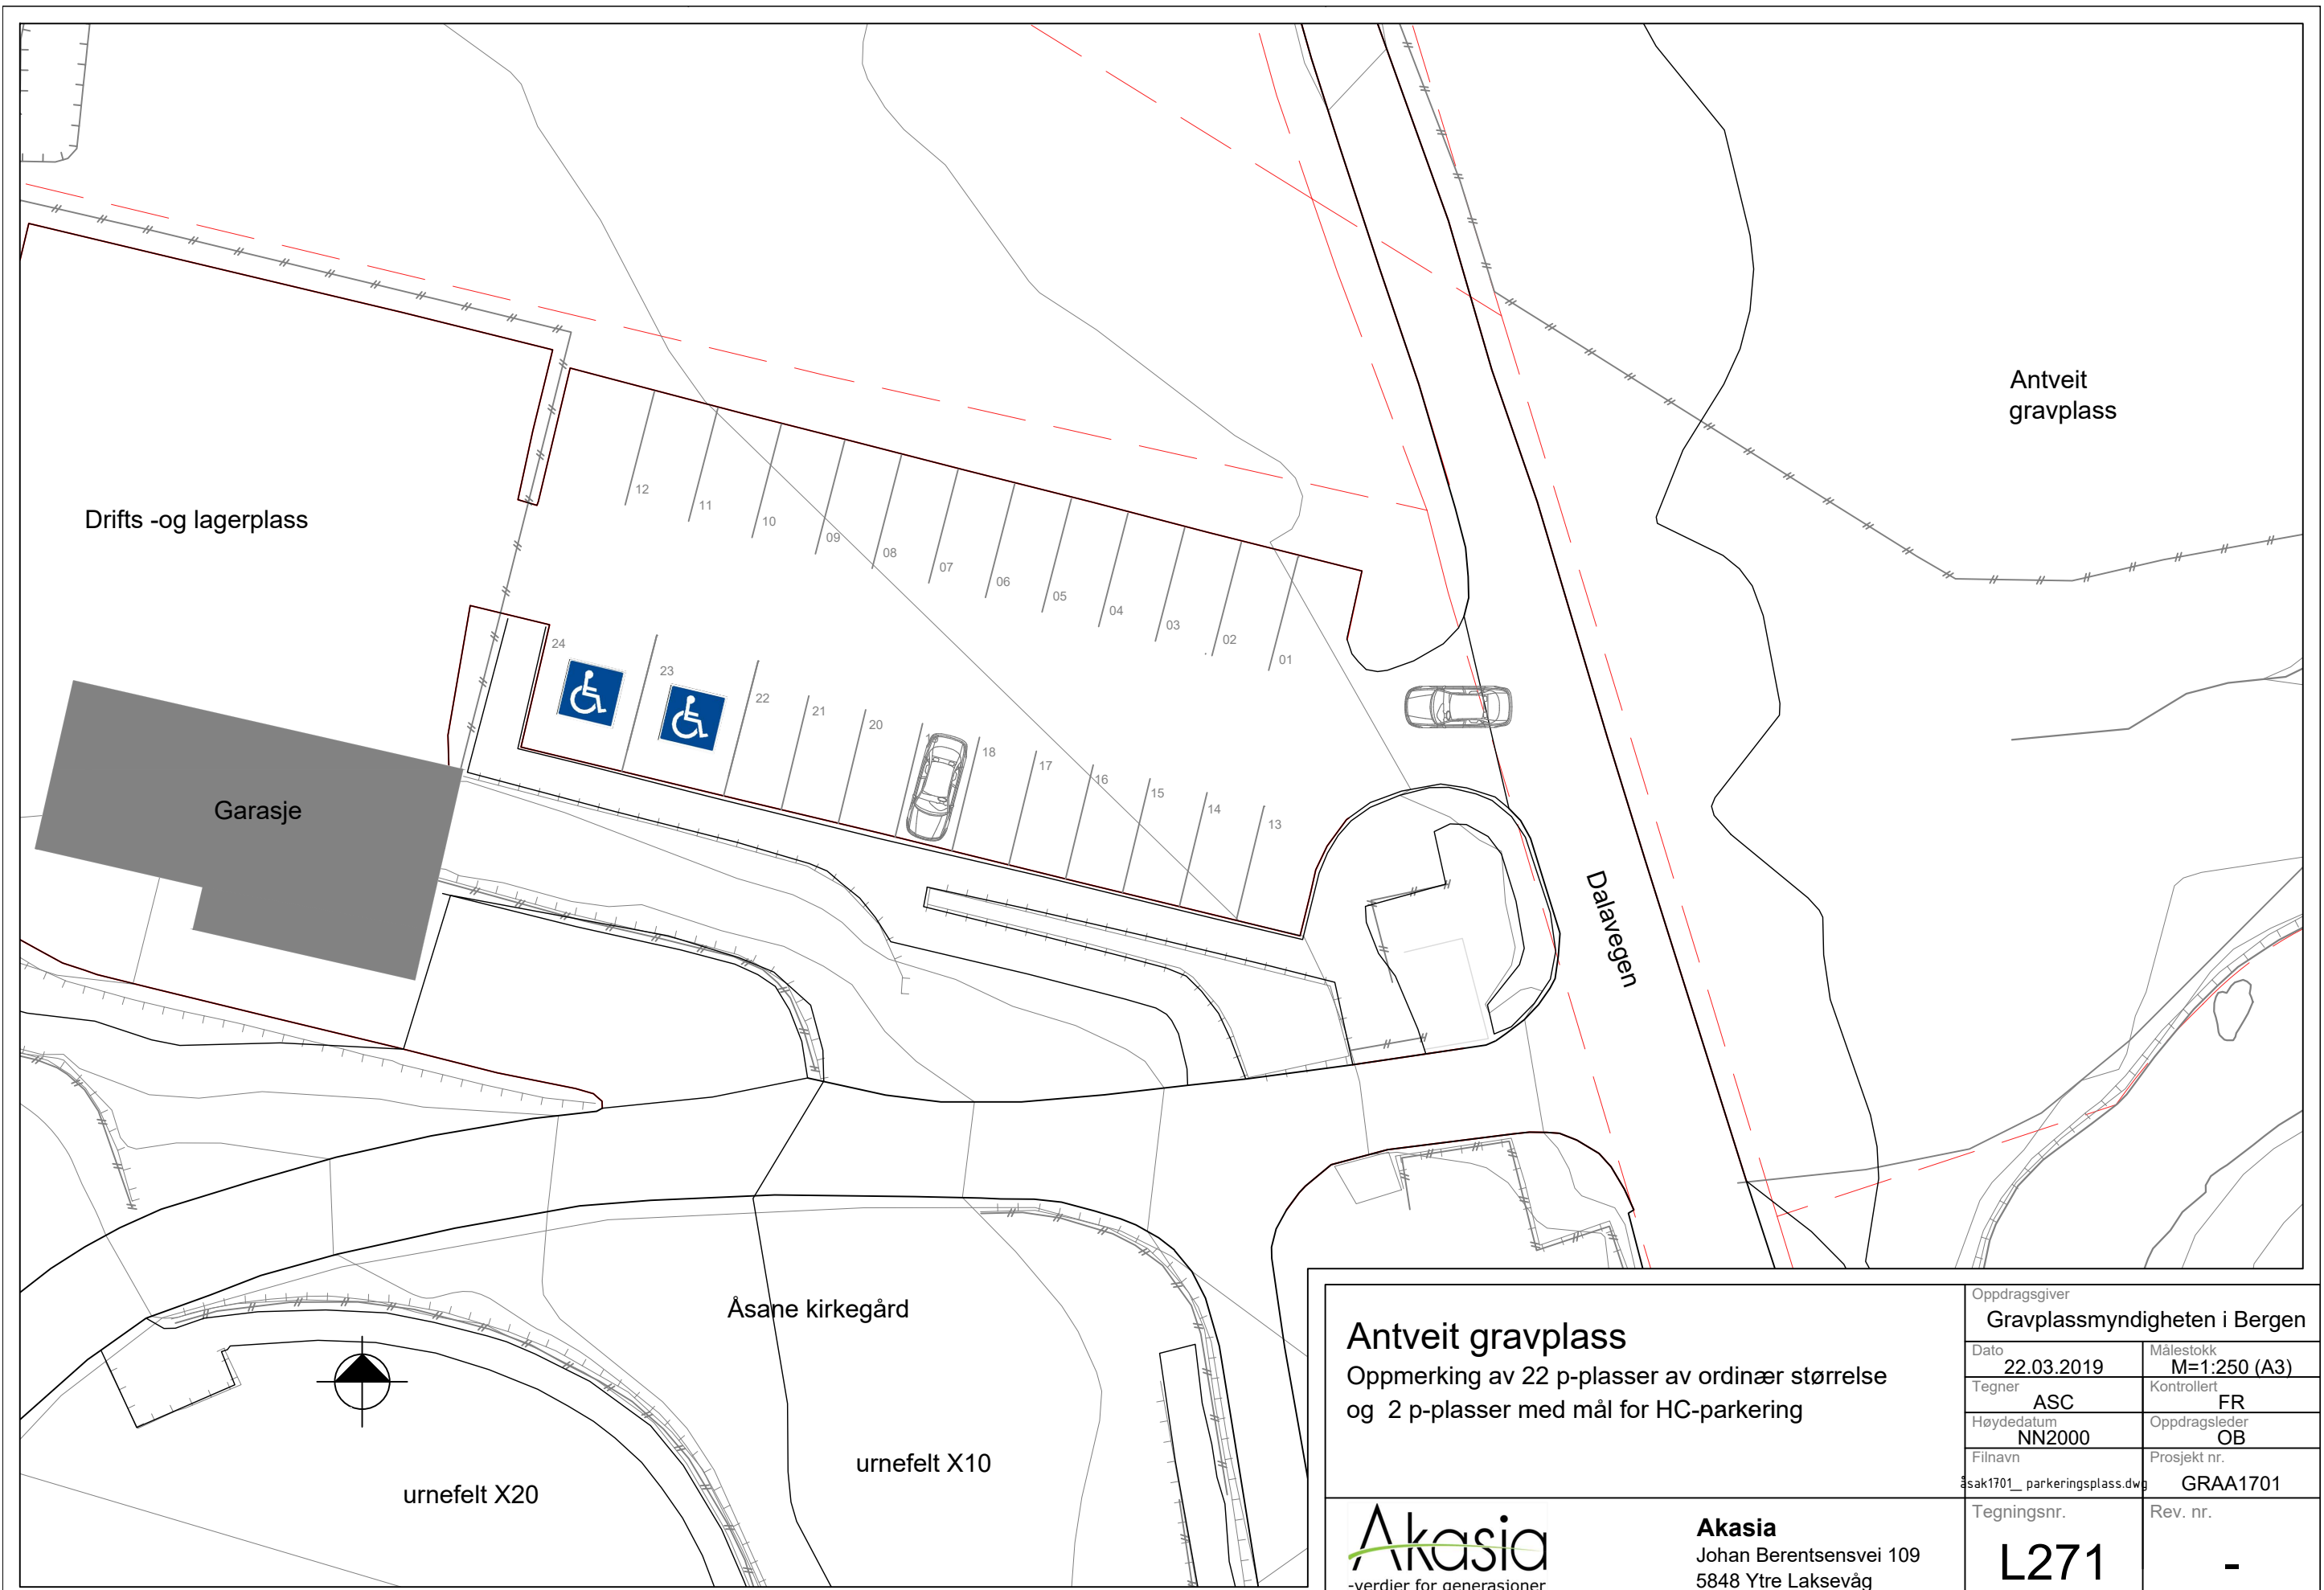 Antveit
gravplass
Drifts -og lagerplass
12
11
10
09
08
07
06
05
04
03
02
01
24
23
22
21
20
18
17
16
15
14
13
Garasje
Dalavegen
Åsane kirkegård
urnefelt X10
urnefelt X20
Antveit gravplass
Oppmerking av 22 p-plasser av ordinær størrelse
og 2 p-plasser med mål for HC-parkering
Oppdragsgiver
Gravplassmyndigheten i Bergen
Dato
22.03.2019
Målestokk
M=1:250 (A3)
Tegner
ASC
Kontrollert
FR
Høydedatum
NN2000
Oppdragsleder
OB
Filnavn
åsak1701_ parkeringsplass.dwg
Prosjekt nr.
GRAA1701
Tegningsnr.
L271
Rev. nr.
-
Akasia
-verdier for generasjoner
Akasia
Johan Berentsensvei 109
5848 Ytre Laksevåg